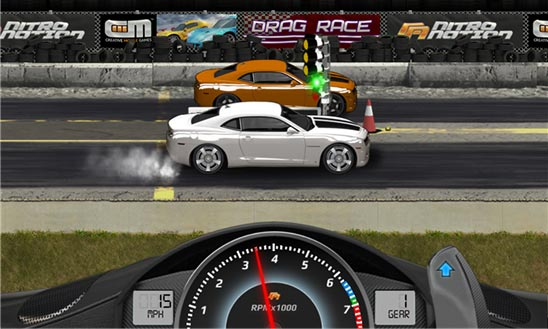 NITRO
NATION
CM
CREATIVE MOBILE GAMES
DRAG RACE
NITRO
NATION
1
2
3
4
5
6
7
RPM x1000
15
MPH
1
GEAR